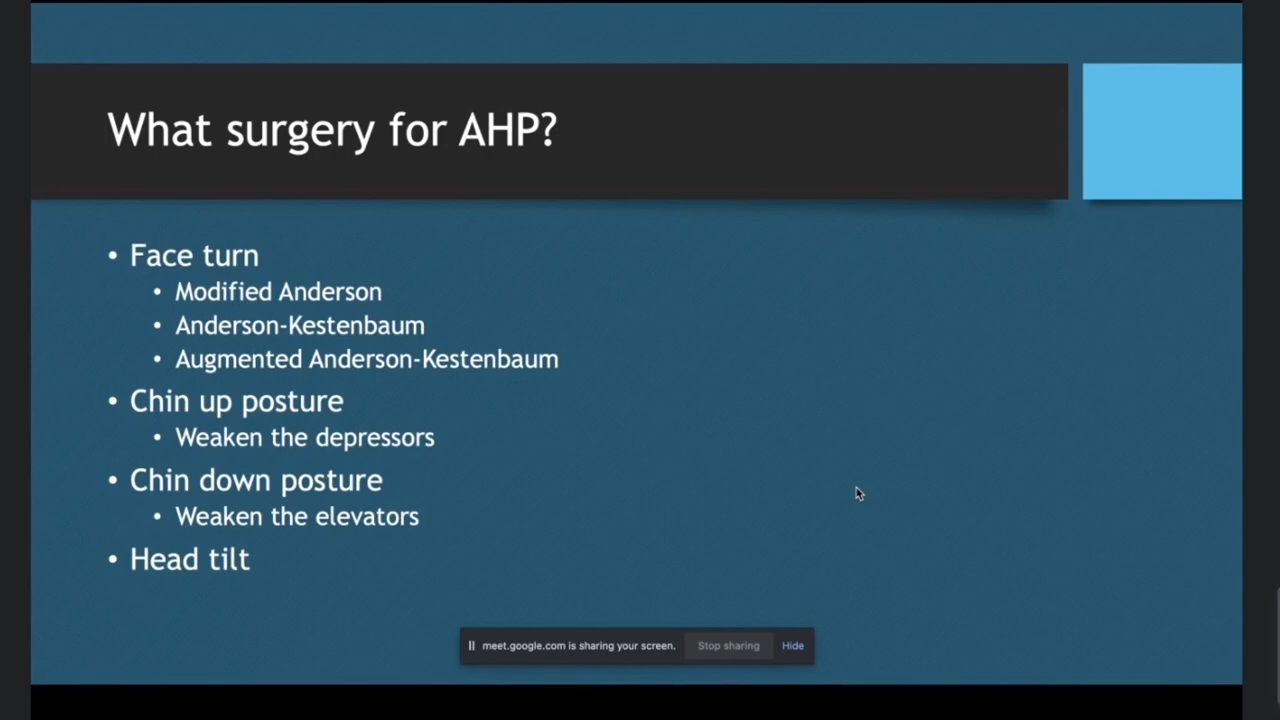 What surgery for AHP?
• Face turn
• Modified Anderson
• Anderson-Kestenbaum
• Augmented Anderson-Kestenbaum
• Chin up posture
• Weaken the depressors
• Chin down posture
• Weaken the elevators
• Head tilt
meet.google.com is sharing your screen. Stop sharing Hide